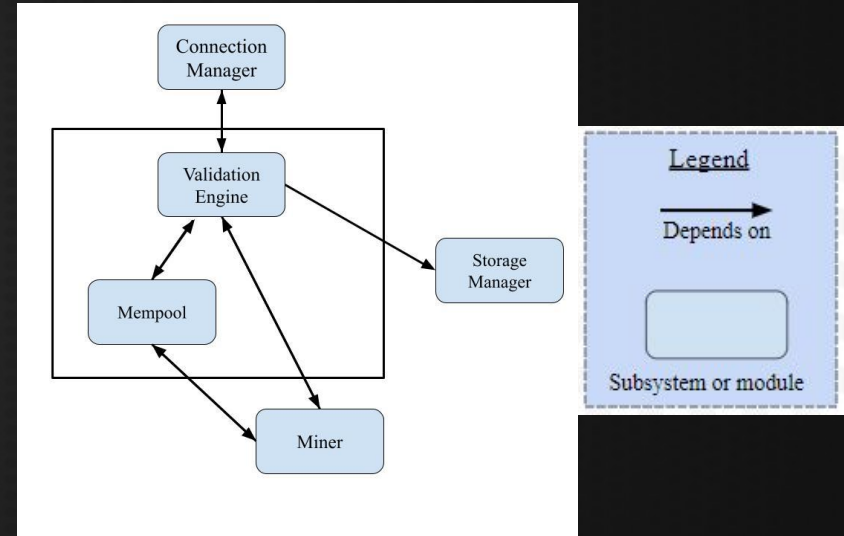 Connection
Manager
Validation
Engine
Storage
Manager
Mempool
Miner
Legend
Depends on
Subsystem or module